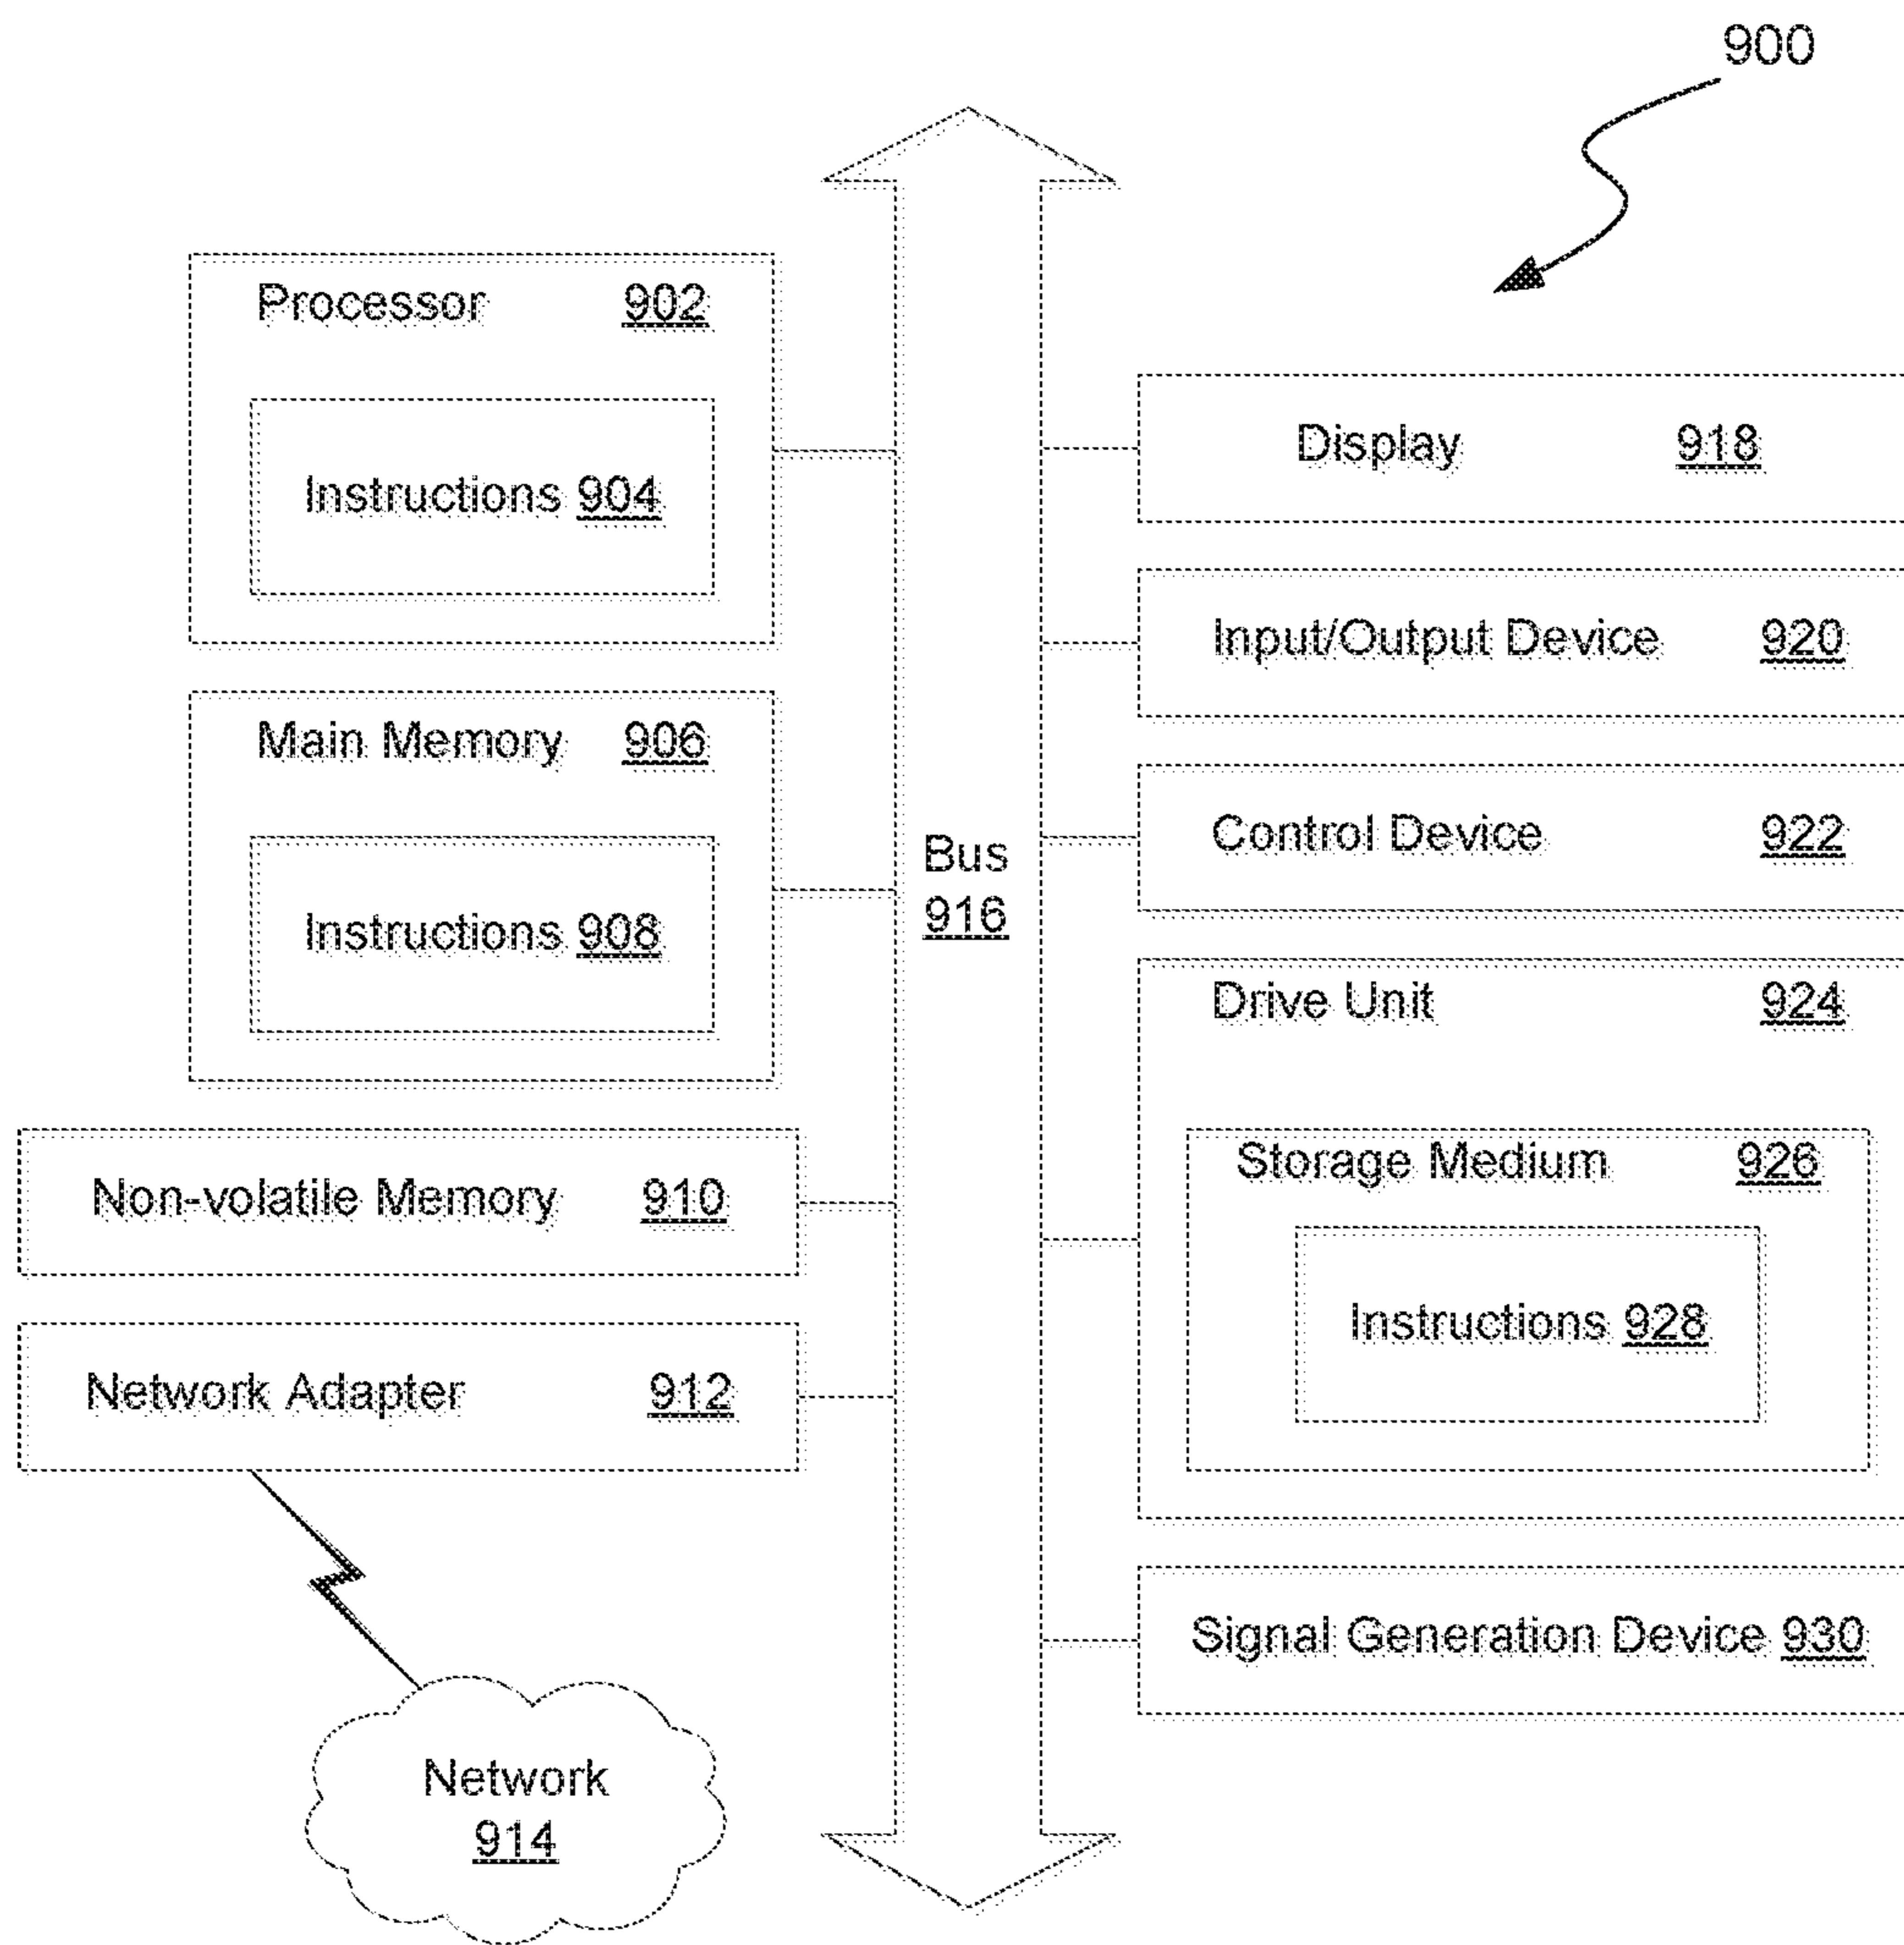 900
Processor 902
Instructions 904
Main Memory 906
Instructions 908
Non-volatile Memory 910
Network Adapter 912
Network
914
Bus
916
Display 918
Input/Output Device 920
Control Device 922
Drive Unit 924
Storage Medium 926
Instructions 928
Signal Generation Device 930